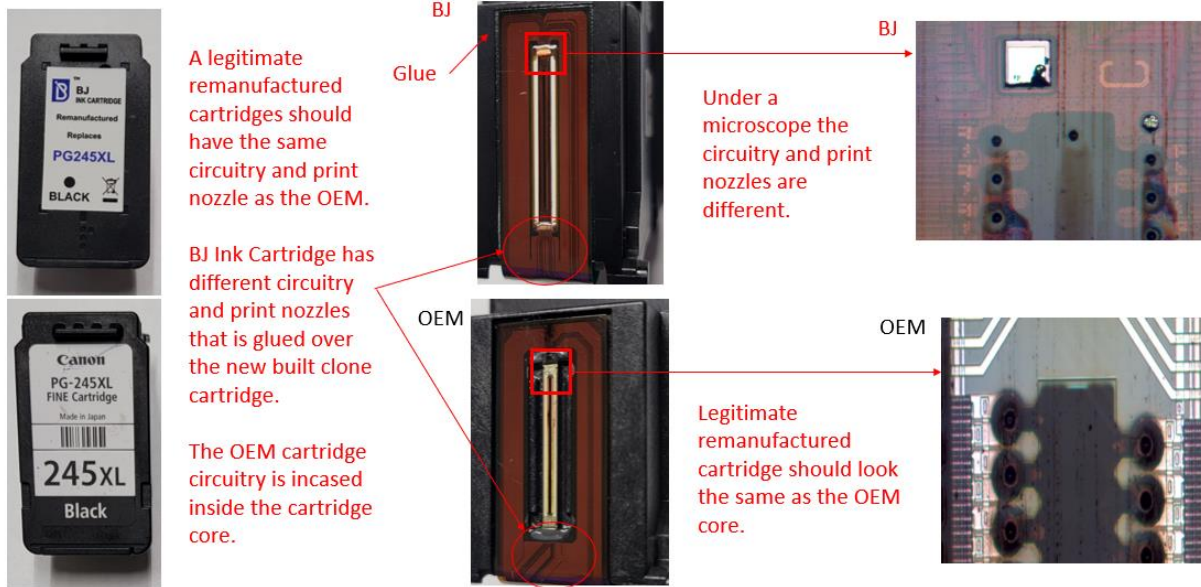 BJ
INK CARTRIDGE
Remanufactured
Replaces
PG245XL
BLACK
A legitimate
remanufactured
cartridges should
have the same
circuitry and print
nozzle as the OEM.
BJ Ink Cartridge has
different circuitry
and print nozzles
that is glued over
the new built clone
cartridge.
The OEM cartridge
circuitry is incased
inside the cartridge
core.
BJ
Glue
Under a
microscope the
circuitry and print
nozzles are
different.
BJ
Canon
PG-245XL
FINE Cartridge
Made in Japan
245XL
Black
OEM
Legitimate
remanufactured
cartridge should look
the same as the OEM
core.
OEM